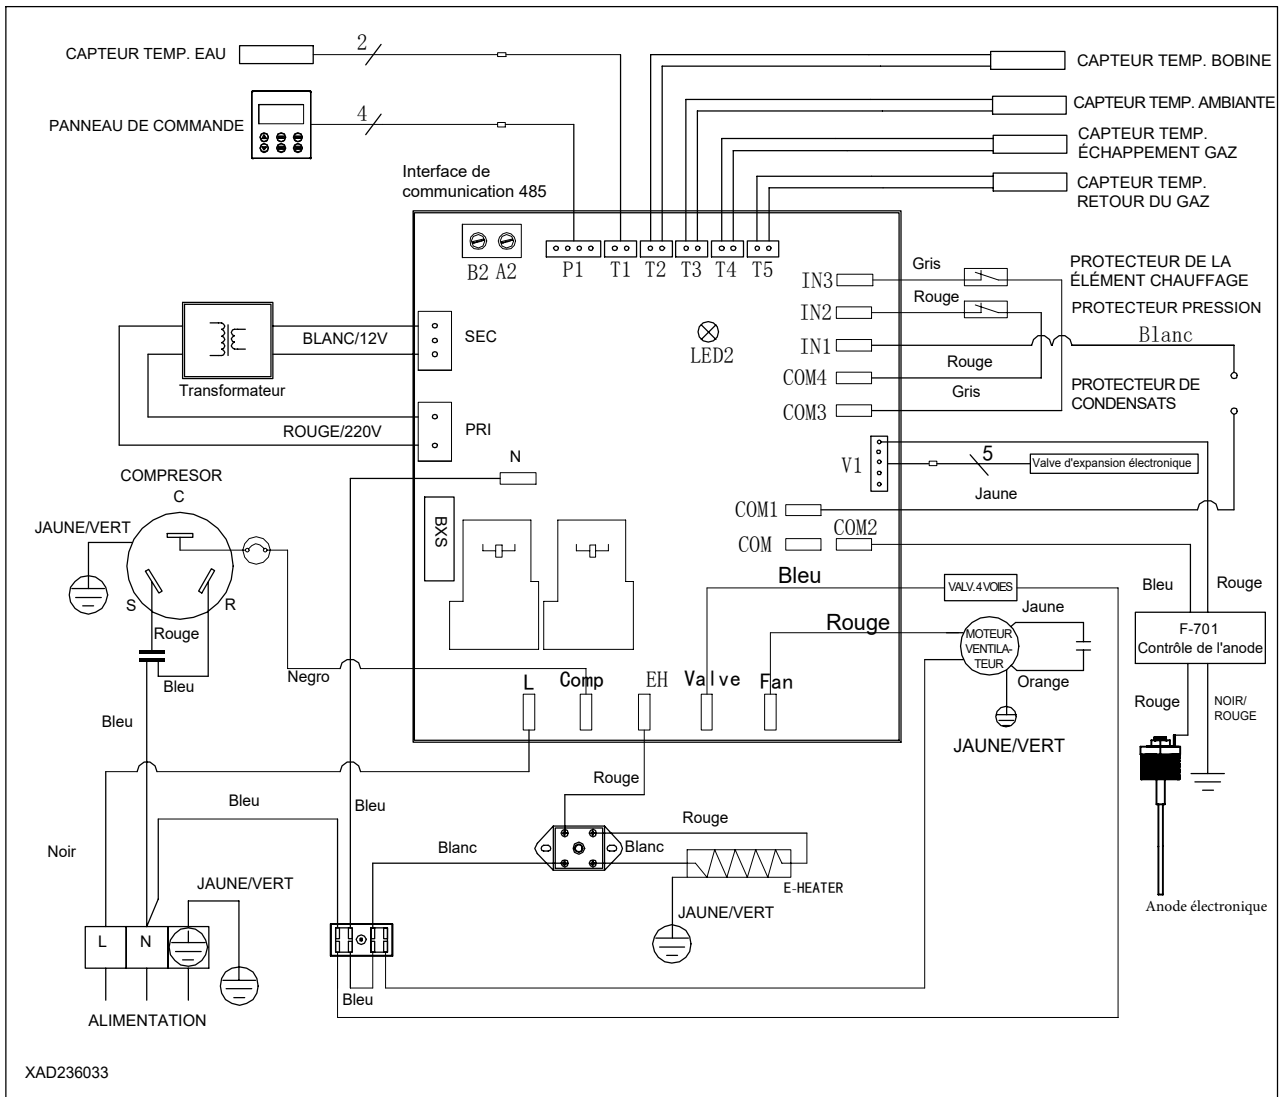 CAPTEUR TEMP. EAU
2
CAPTEUR TEMP. BOBINE
PANNEAU DE COMMANDE
4
CAPTEUR TEMP. AMBIANTE
CAPTEUR TEMP.
ÉCHAPPEMENT GAZ
CAPTEUR TEMP.
RETOUR DU GAZ
Interface de
communication 485
B2 A2
P1
T1
T2
T3
T4
T5
IN3
Gris
PROTECTEUR DE LA
ÉLÉMENT CHAUFFAGE
IN2
Rouge
PROTECTEUR PRESSION
IN1
Blanc
COM4
Rouge
COM3
Gris
PROTECTEUR DE
CONDENSATS
LED2
BLANC/12V
SEC
Transformateur
ROUGE/220V
PRI
N
V1
5
Valve d'expansion électronique
Jaune
COM1
COM
COM2
COMPRESOR
C
JAUNE/VERT
S
R
Rouge
Bleu
Negro
BXS
Bleu
VALV.4 VOIES
Rouge
MOTEUR
VENTILA-
TEUR
Jaune
Orange
JAUNE/VERT
Bleu
Rouge
F-701
Contrôle de l'anode
Rouge
NOIR/
ROUGE
Anode électronique
L
Comp
EH
Valve
Fan
Bleu
Rouge
Bleu
Bleu
Rouge
Noir
Blanc
Blanc
E-HEATER
JAUNE/VERT
JAUNE/VERT
L
N
Bleu
ALIMENTATION
XAD236033